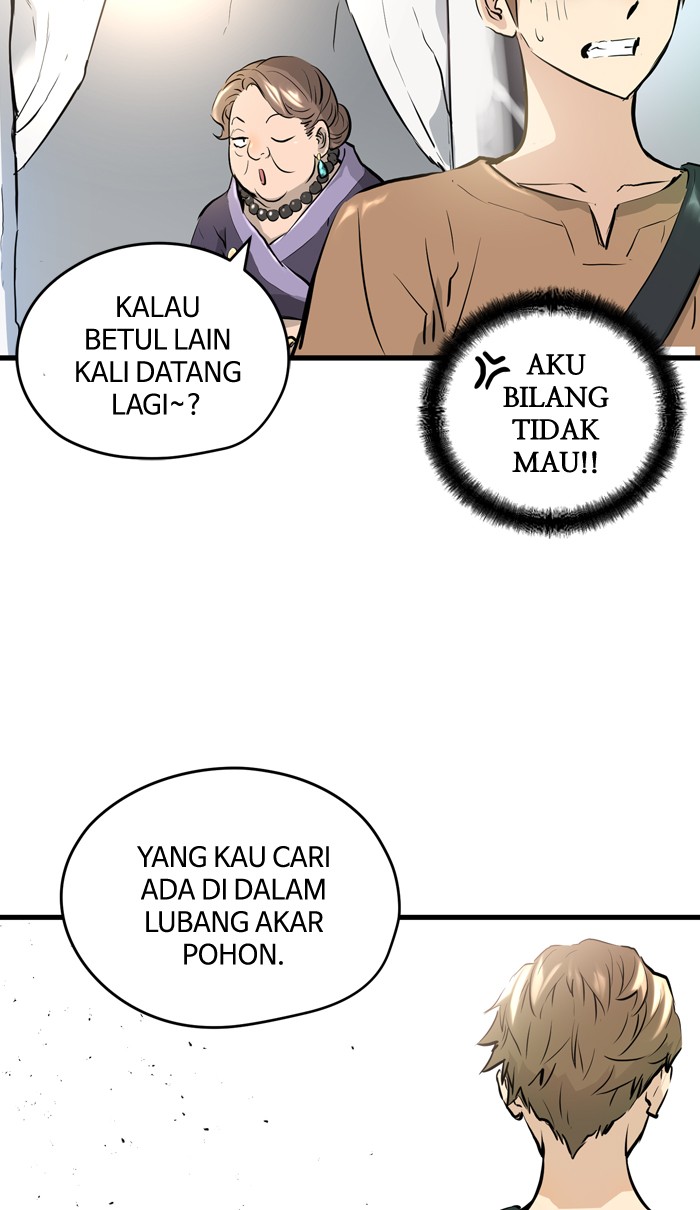 KALAU
BETUL LAIN
KALI DATANG
LAGI~?
AKU
BILANG
TIDAK
MAU!!
YANG KAU CARI
ADA DI DALAM
LUBANG AKAR
POHON.